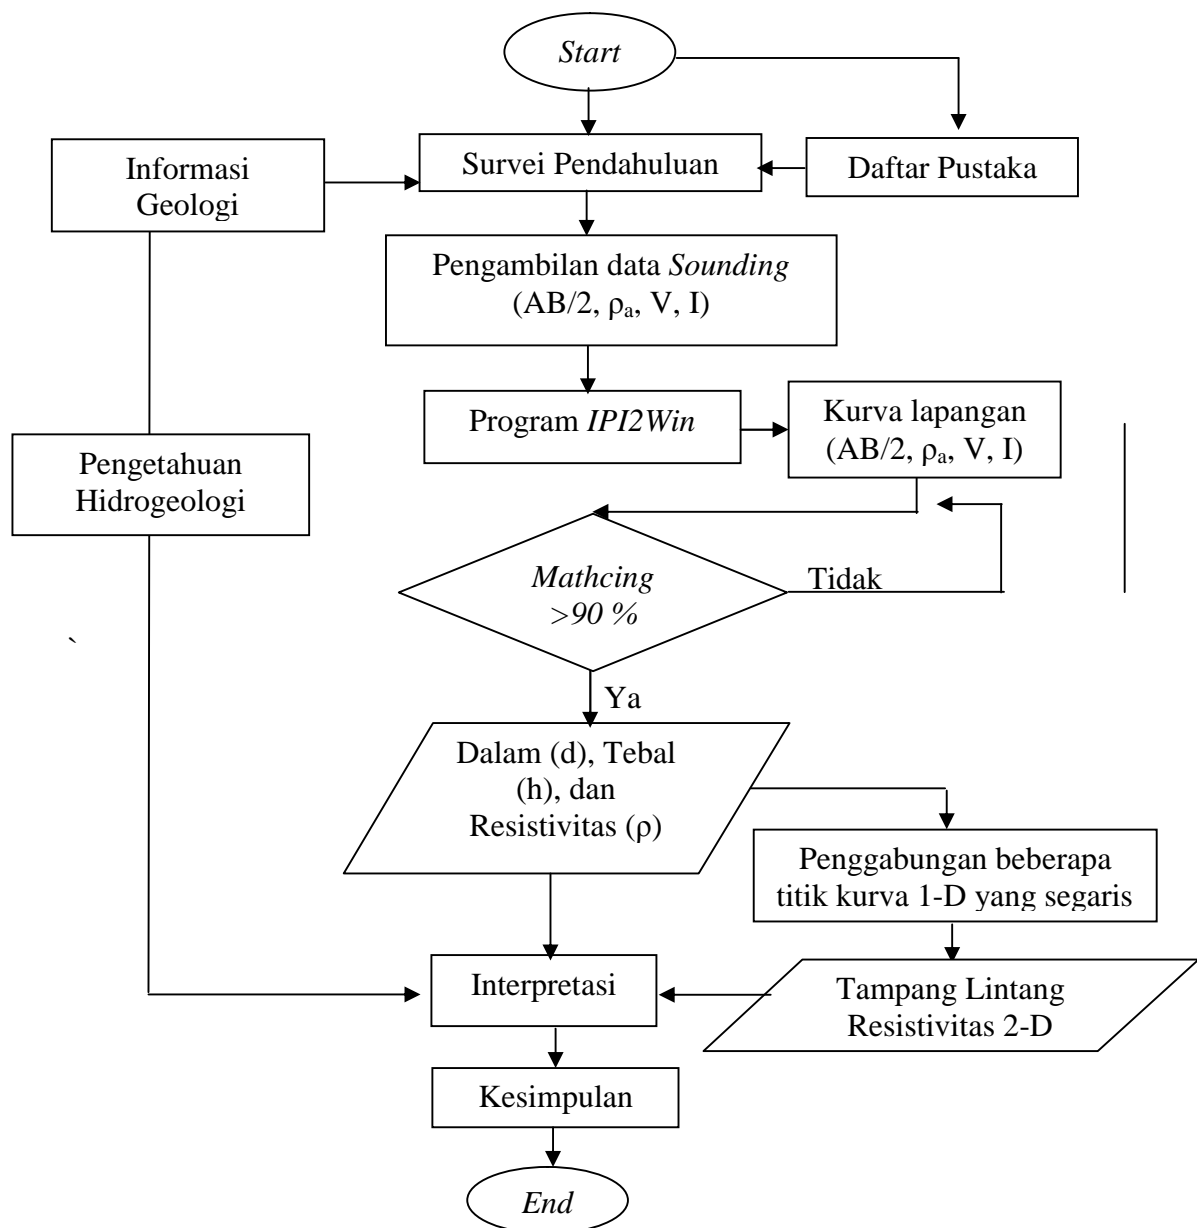 Start
Informasi
Geologi
Survei Pendahuluan
Daftar Pustaka
Pengambilan data Sounding
(AB/2, ρₐ, V, I)
Program IPI2Win
Kurva lapangan
(AB/2, ρₐ, V, I)
Pengetahuan
Hidrogeologi
Mathcing
>90 %
Tidak
`
Ya
Dalam (d), Tebal
(h), dan
Resistivitas (ρ)
Penggabungan beberapa
titik kurva 1-D yang segaris
Interpretasi
Tampang Lintang
Resistivitas 2-D
Kesimpulan
End